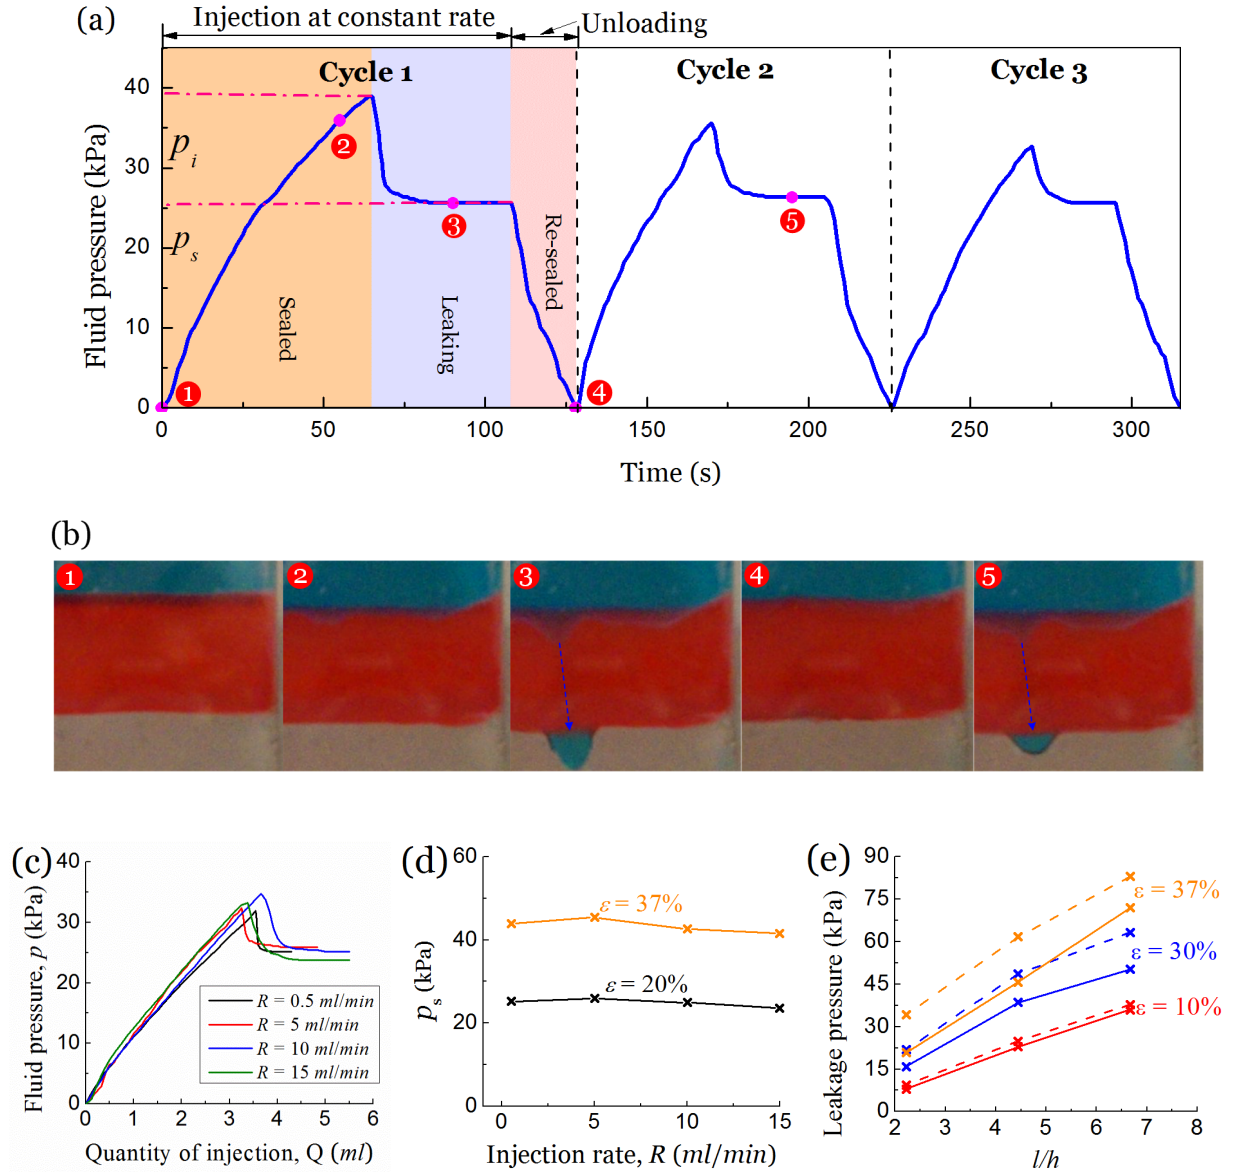 (a)
Injection at constant rate
Unloading
Cycle 1
Cycle 2
Cycle 3
Fluid pressure (kPa)
40
30
20
10
0
p_i
p_s
Sealed
Leaking
Re-sealed
1
2
3
4
5
0
50
100
150
200
250
300
Time (s)
(b)
1
2
3
4
5
(c)
Fluid pressure, p (kPa)
40
30
20
10
0
R = 0.5 ml/min
R = 5 ml/min
R = 10 ml/min
R = 15 ml/min
0
1
2
3
4
5
6
Quantity of injection, Q (ml)
(d)
p_s (kPa)
60
40
20
0
ε = 37%
ε = 20%
0
5
10
15
Injection rate, R (ml/min)
(e)
Leakage pressure (kPa)
90
75
60
45
30
15
0
ε = 37%
ε = 30%
ε = 10%
2
3
4
5
6
7
8
l/h